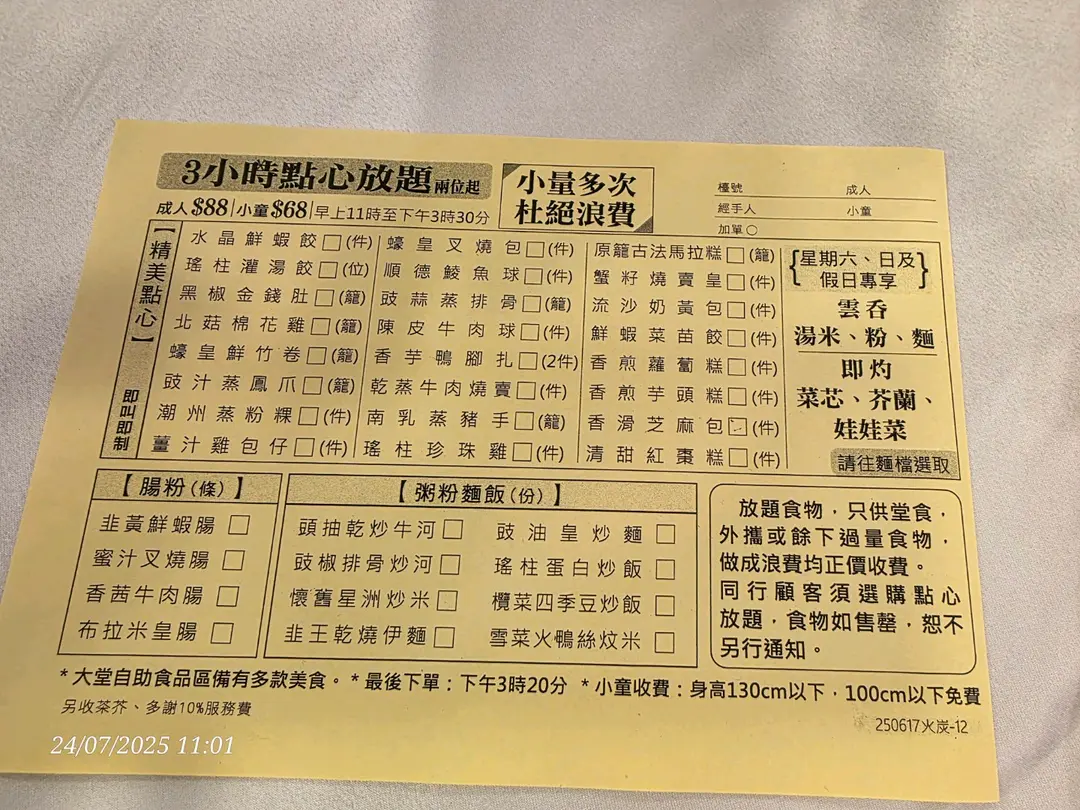 3小時點心放題兩位起
成人$88|小童$68|早上11時至下午3時30分
小量多次
杜絕浪費
檯號
成人
經手人
小童
加單〇
【精美點心】
水晶鮮蝦餃□(件)
瑤柱灌湯餃□(位)
黑椒金錢肚□(籠)
北菇棉花雞□(籠)
蠔皇鮮竹卷□(籠)
豉汁蒸鳳爪□(籠)
潮州蒸粉粿□(件)
薑汁雞包仔□(件)
蠔皇叉燒包□(件)
順德鯪魚球□(件)
豉蒜蒸排骨□(籠)
陳皮牛肉球□(件)
香芋鴨腳扎□(2件)
乾蒸牛肉燒賣□(件)
南乳蒸豬手□(籠)
瑤柱珍珠雞□(件)
原籠古法馬拉糕□(籠)
蟹籽燒賣皇□(件)
流沙奶黃包□(件)
鮮蝦菜苗餃□(件)
香煎蘿蔔糕□(件)
香煎芋頭糕□(件)
香滑芝麻包□(件)
清甜紅棗糕□(件)
{星期六、日及
假日專享}
雲吞
湯米、粉、麵
即灼
菜芯、芥蘭、
娃娃菜
請往麵檔選取
【腸粉(條)】
韭黃鮮蝦腸□
蜜汁叉燒腸□
香茜牛肉腸□
布拉米皇腸□
【粥粉麵飯(份)】
頭抽乾炒牛河□
豉椒排骨炒河□
懷舊星洲炒米□
韭王乾燒伊麵□
豉油皇炒麵□
瑤柱蛋白炒飯□
欖菜四季豆炒飯□
雪菜火鴨絲炆米□
放題食物，只供堂食，
外攜或餘下過量食物，
做成浪費均正價收費。
同行顧客須選購點心
放題，食物如售罄，恕不
另行通知。
*大堂自助食品區備有多款美食。 *最後下單：下午3時20分 *小童收費：身高130cm以下，100cm以下免費
另收茶芥、多謝10%服務費
250617火炭-12
24/07/2025 11:01